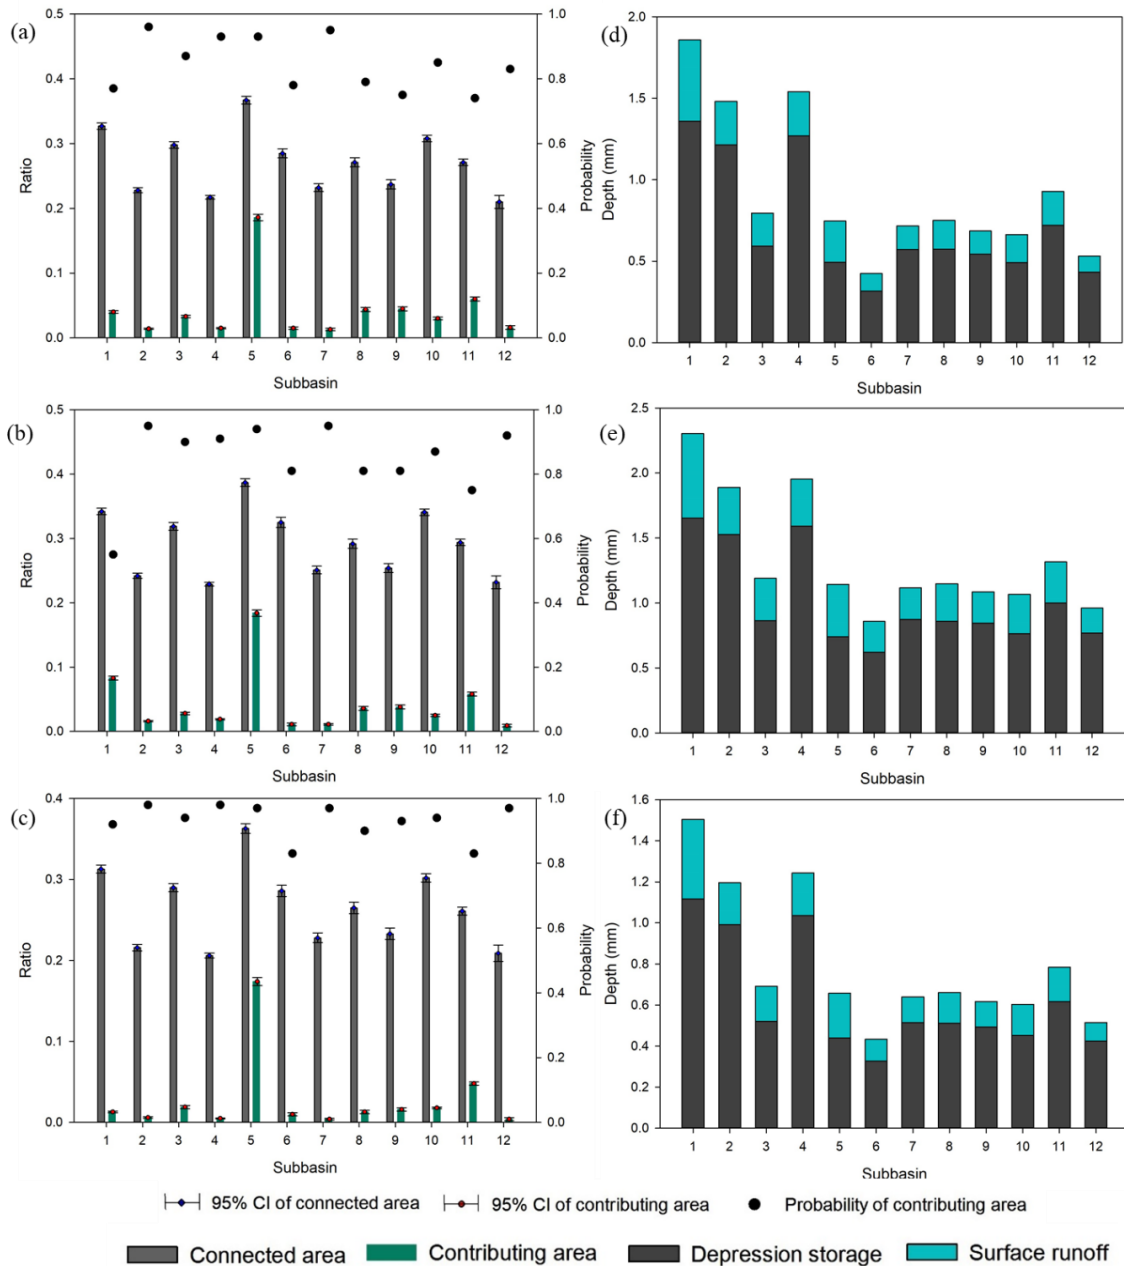 (a)
0.5
0.4
0.3
0.2
0.1
0.0
Ratio
1.0
0.8
0.6
0.4
0.2
0.0
Probability
1 2 3 4 5 6 7 8 9 10 11 12
Subbasin
(d)
2.0
1.5
1.0
0.5
0.0
Depth (mm)
1 2 3 4 5 6 7 8 9 10 11 12
Subbasin
(b)
0.5
0.4
0.3
0.2
0.1
0.0
Ratio
1.0
0.8
0.6
0.4
0.2
0.0
Probability
1 2 3 4 5 6 7 8 9 10 11 12
Subbasin
(e)
2.5
2.0
1.5
1.0
0.5
0.0
Depth (mm)
1 2 3 4 5 6 7 8 9 10 11 12
Subbasin
(c)
0.4
0.3
0.2
0.1
0.0
Ratio
1.0
0.8
0.6
0.4
0.2
0.0
Probability
1 2 3 4 5 6 7 8 9 10 11 12
Subbasin
(f)
1.6
1.4
1.2
1.0
0.8
0.6
0.4
0.2
0.0
Depth (mm)
1 2 3 4 5 6 7 8 9 10 11 12
Subbasin
95% CI of connected area 95% CI of contributing area Probability of contributing area
Connected area Contributing area Depression storage Surface runoff